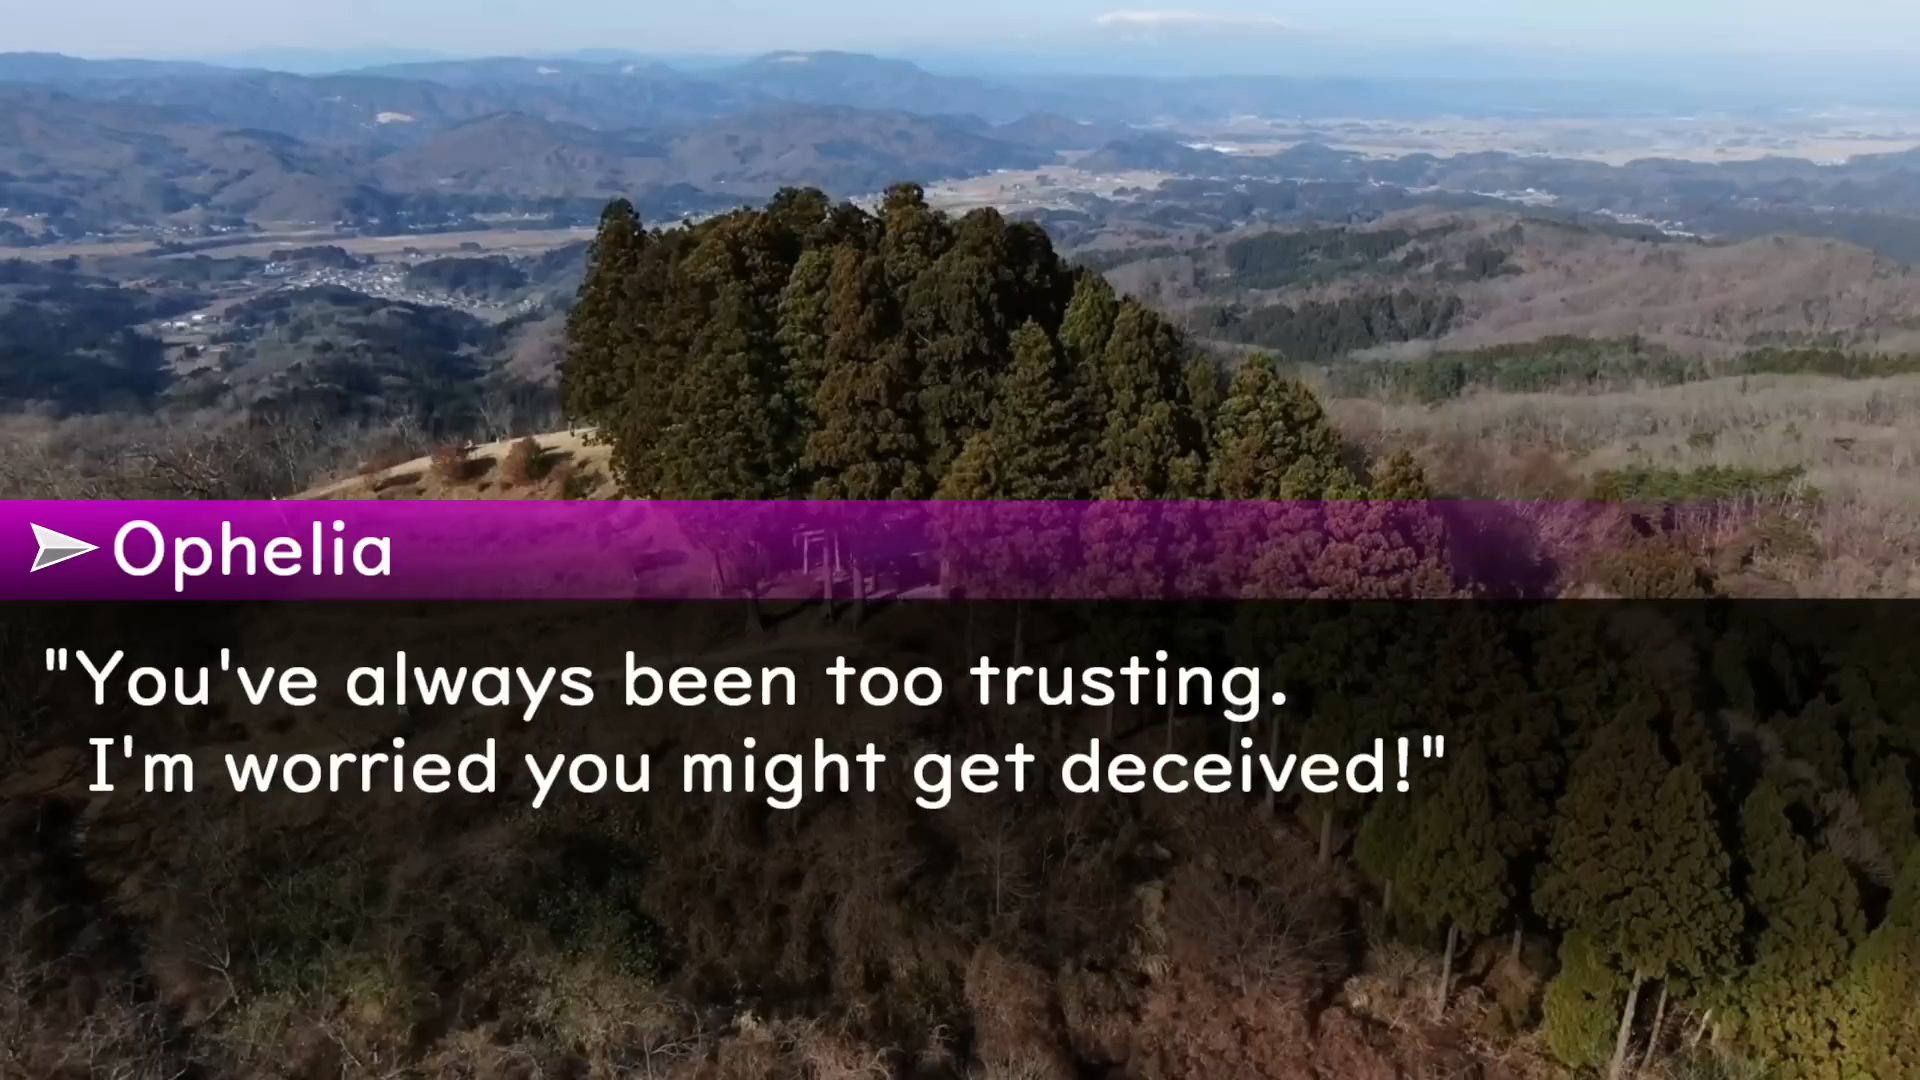 Ophelia
"You've always been too trusting.
I'm worried you might get deceived!"